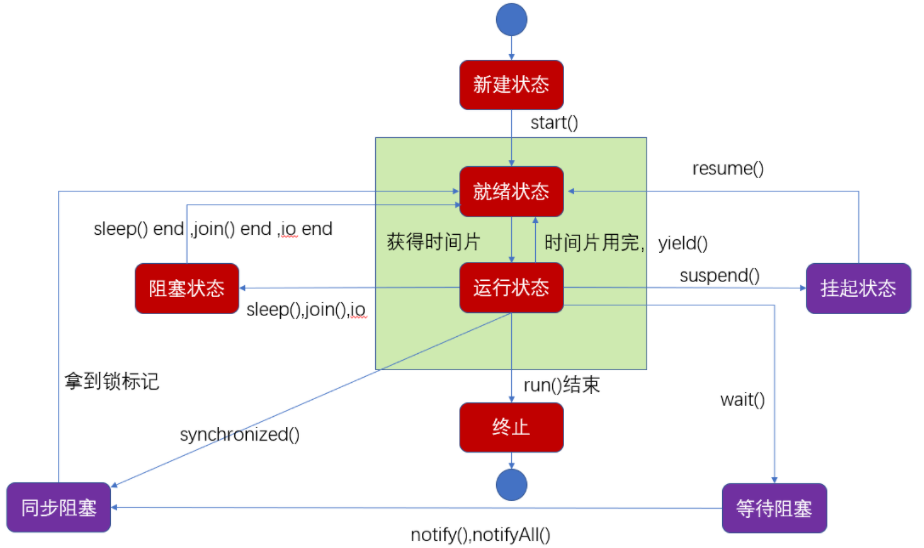 新建状态
start()
resume()
就绪状态
sleep() end ,join() end ,io end
获得时间片
时间片用完，yield()
阻塞状态
运行状态
suspend()
挂起状态
sleep(),join(),io
拿到锁标记
run()结束
wait()
终止
synchronized()
同步阻塞
等待阻塞
notify(),notifyAll()